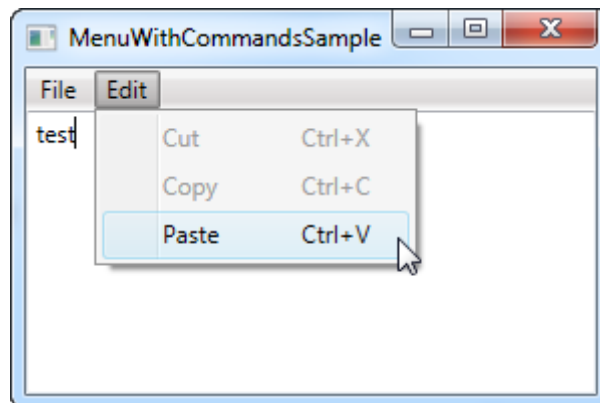 MenuWithCommandsSample
File Edit
test
Cut Ctrl+X
Copy Ctrl+C
Paste Ctrl+V